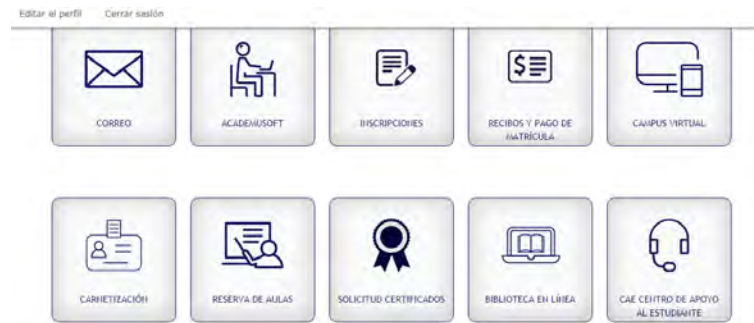 Editar el perfil Cerrar sesión
CORREO
ACADEMUSOFT
INSCRIPCIONES
RECIBOS Y PAGO DE
MATRÍCULA
CAMPUS VIRTUAL
CARNETIZACIÓN
RESERVA DE AULAS
SOLICITUD CERTIFICADOS
BIBLIOTECA EN LÍNEA
CAE CENTRO DE APOYO
AL ESTUDIANTE